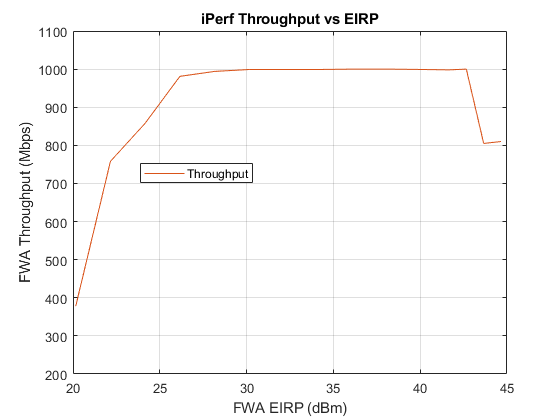 iPerf Throughput vs EIRP
FWA Throughput (Mbps)
1100
1000
900
800
700
600
500
400
300
200
Throughput
20 25 30 35 40 45
FWA EIRP (dBm)